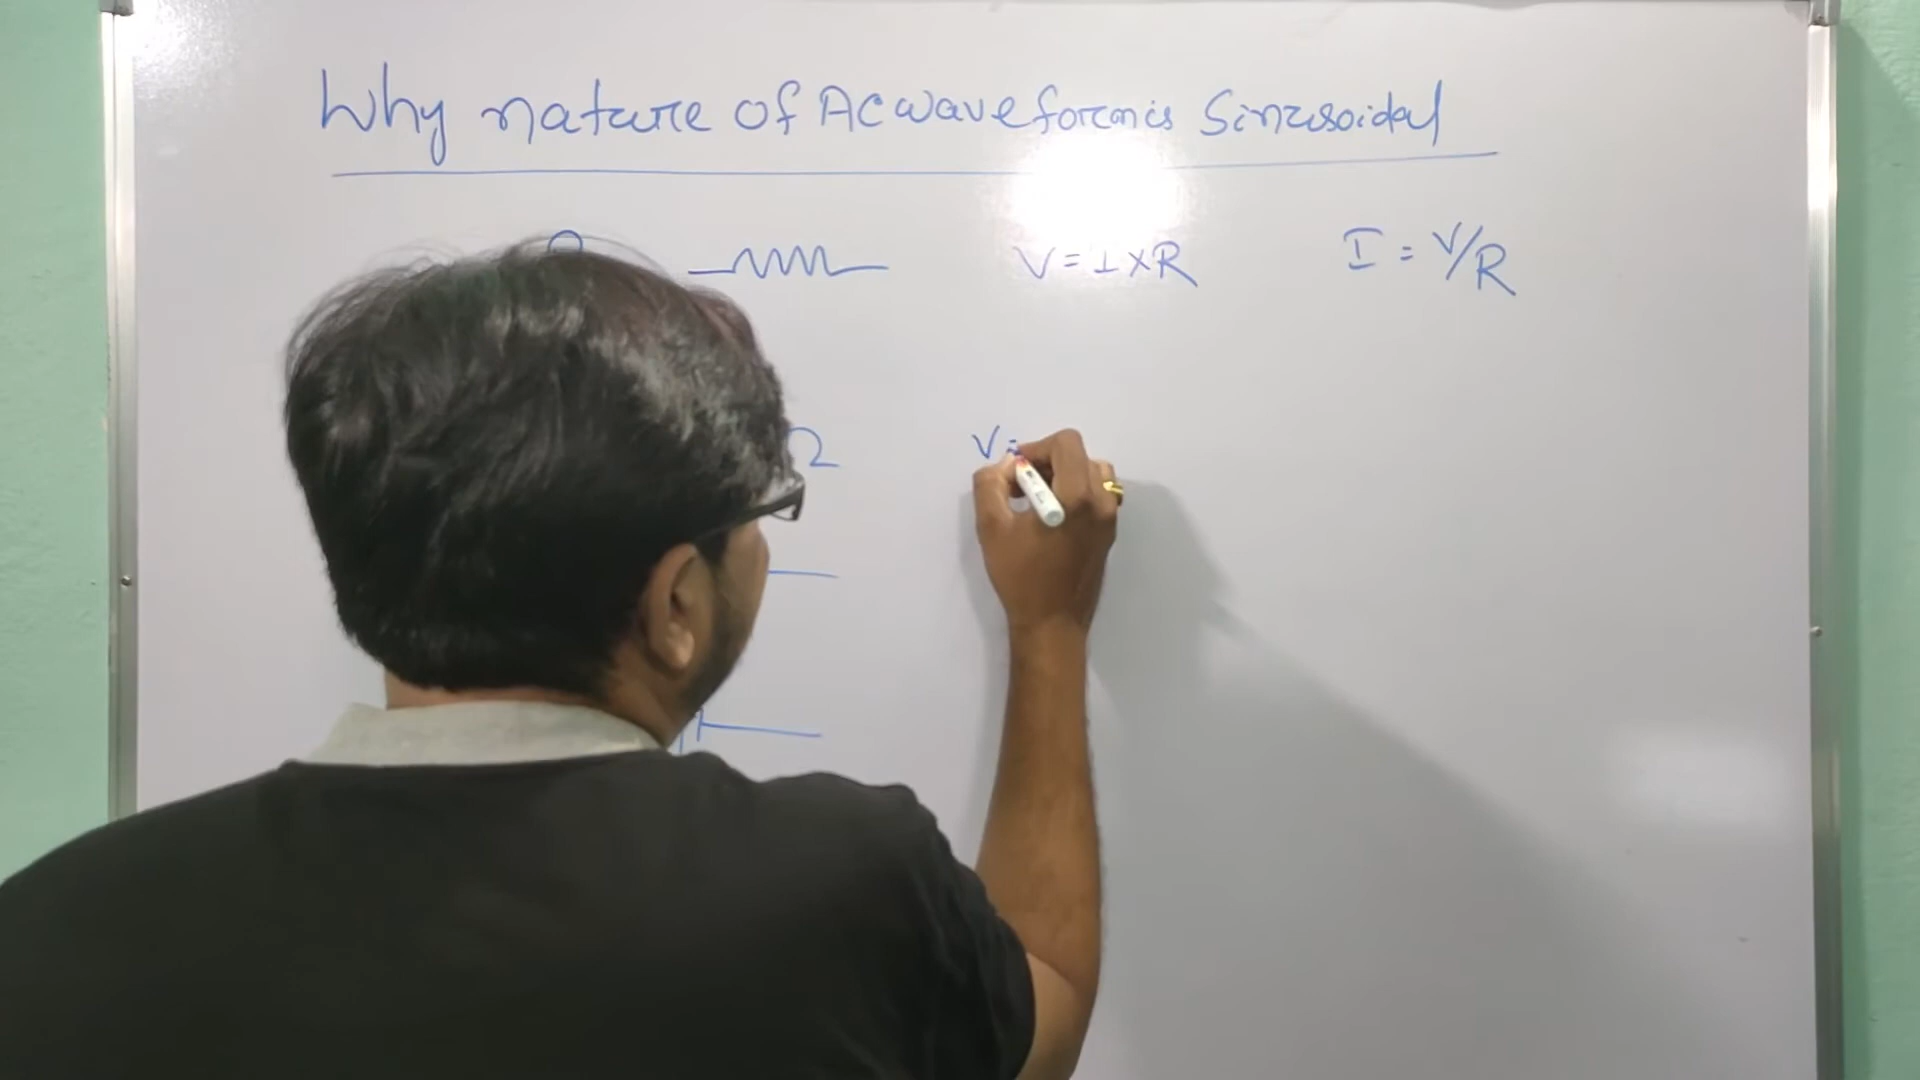 Why nature of AC waveform is Sinusoidal
V = I × R I = V/R
V =